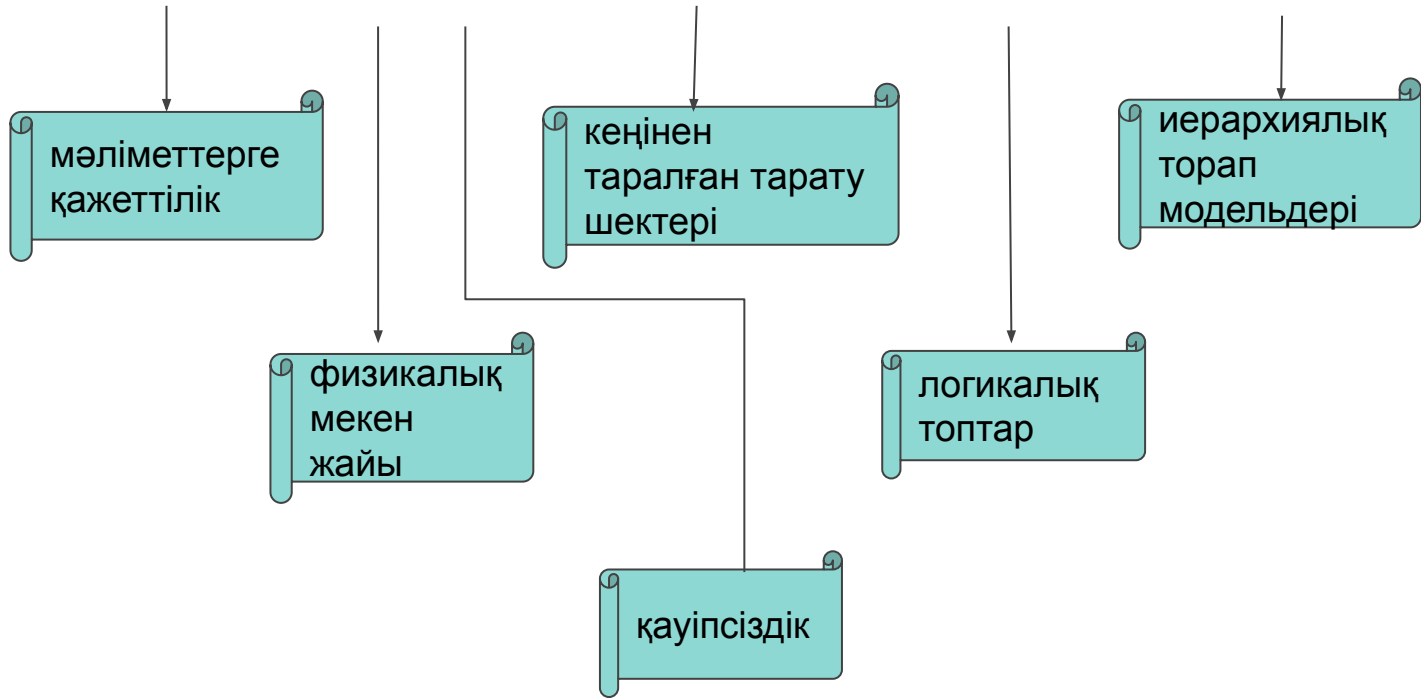 мәліметтерге
қажеттілік
кеңінен
таралған тарату
шектері
иерархиялық
торап
модельдері
физикалық
мекен
жайы
логикалық
топтар
қауіпсіздік